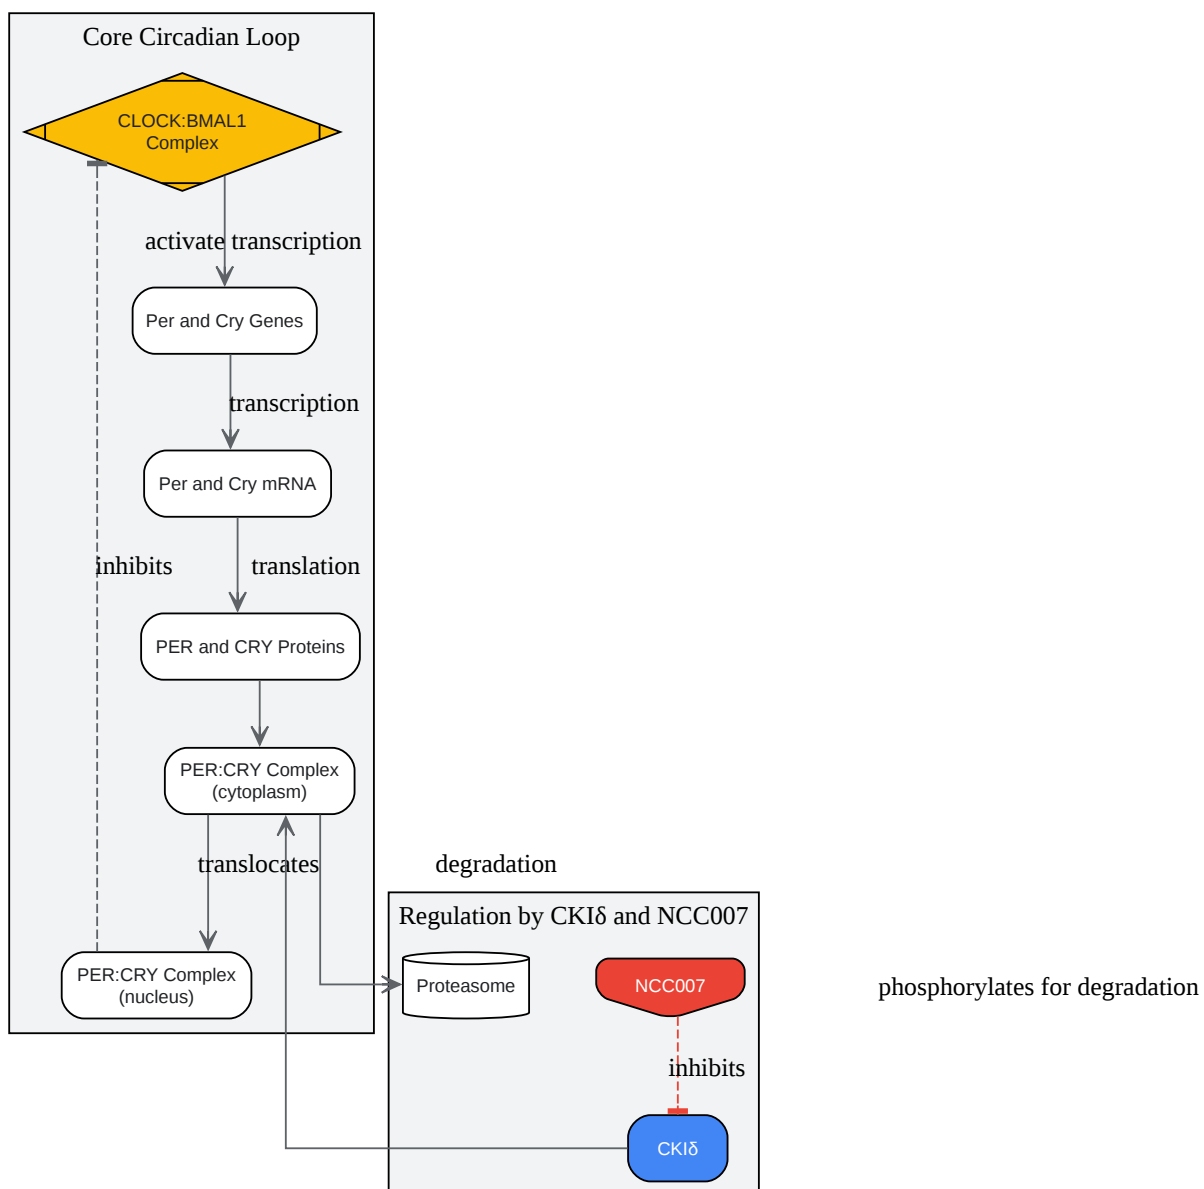 Core Circadian Loop
CLOCK:BMAL1
Complex
activate transcription
Per and Cry Genes
transcription
Per and Cry mRNA
inhibits
translation
PER and CRY Proteins
PER:CRY Complex
(cytoplasm)
translocates
degradation
Regulation by CKIδ and NCC007
PER:CRY Complex
(nucleus)
Proteasome
NCC007
phosphorylates for degradation
inhibits
CKIδ